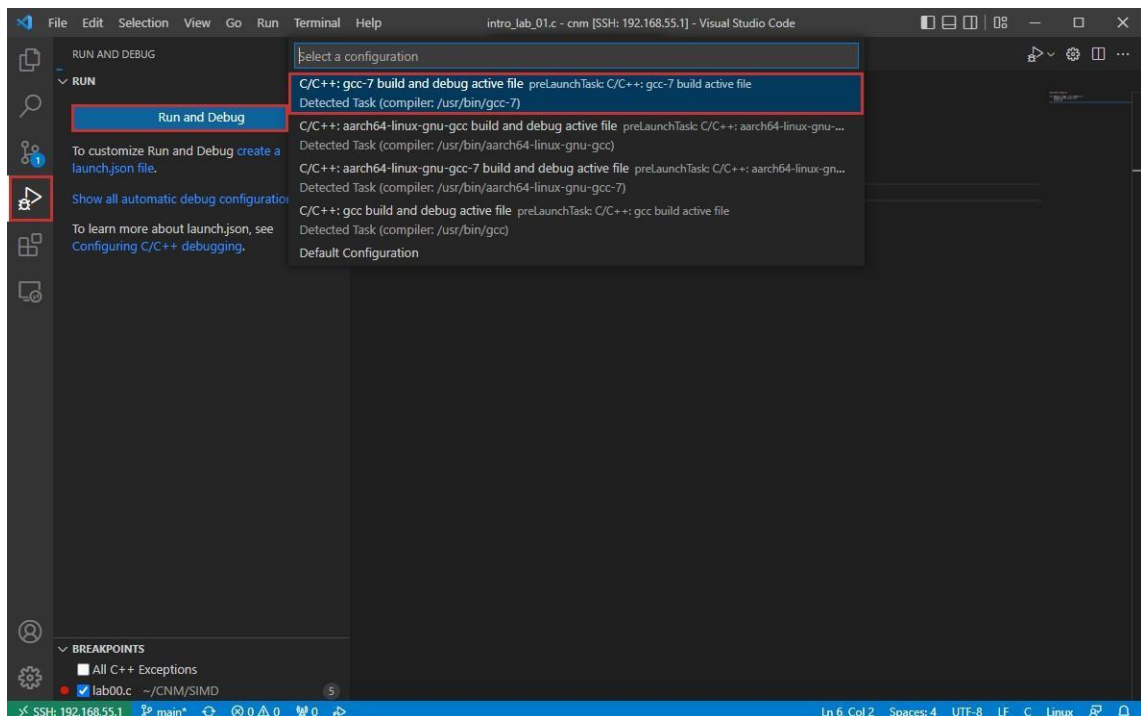 File Edit Selection View Go Run Terminal Help
intro_lab_01.c - cnm [SSH: 192.168.55.1] - Visual Studio Code
RUN AND DEBUG
RUN
Run and Debug
To customize Run and Debug create a
launch.json file.
Show all automatic debug configuration
To learn more about launch.json, see
Configuring C/C++ debugging.
Select a configuration
C/C++: gcc-7 build and debug active file preLaunchTask: C/C++: gcc-7 build active file
Detected Task (compiler: /usr/bin/gcc-7)
C/C++: aarch64-linux-gnu-gcc build and debug active file preLaunchTask: C/C++: aarch64-linux-gnu-...
Detected Task (compiler: /usr/bin/aarch64-linux-gnu-gcc)
C/C++: aarch64-linux-gnu-gcc-7 build and debug active file preLaunchTask: C/C++: aarch64-linux-gn...
Detected Task (compiler: /usr/bin/aarch64-linux-gnu-gcc-7)
C/C++: gcc build and debug active file preLaunchTask: C/C++: gcc build active file
Detected Task (compiler: /usr/bin/gcc)
Default Configuration
1
BREAKPOINTS
All C++ Exceptions
lab00.c ~/CNM/SIMD 5
SSH: 192.168.55.1 main* 0 0 0 Ln 6, Col 2 Spaces: 4 UTF-8 LF C Linux